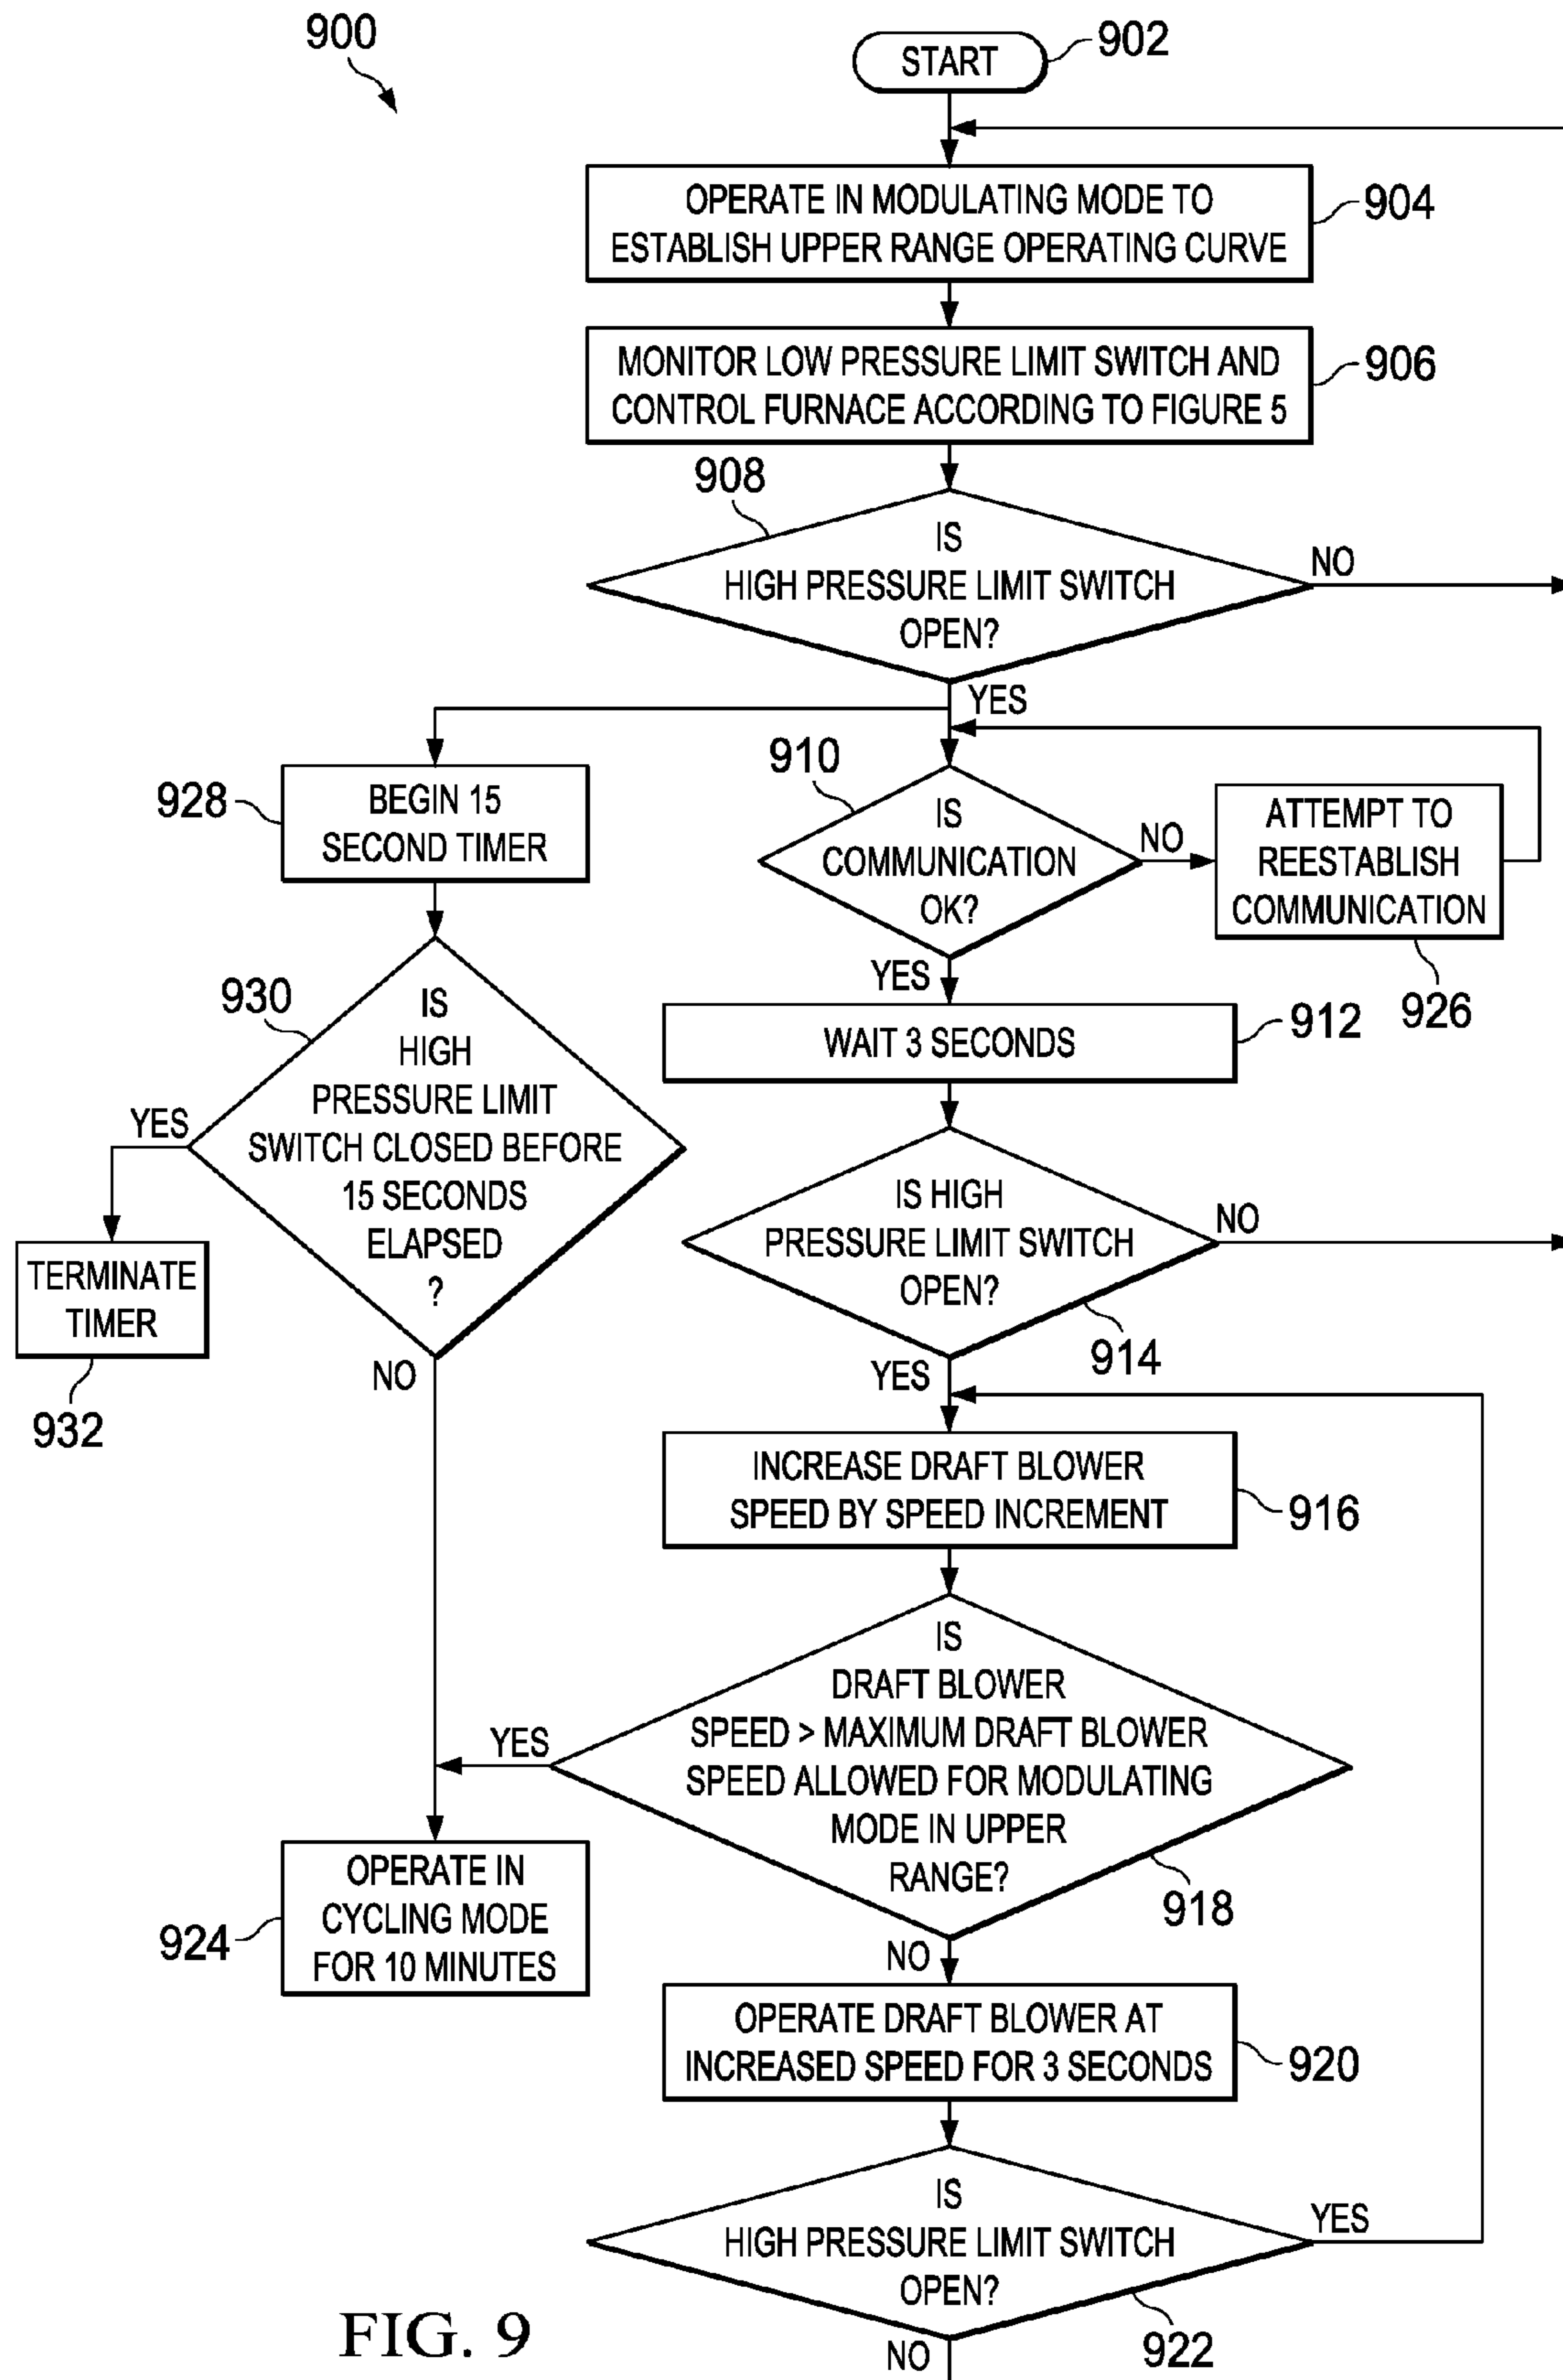 900
START
902
OPERATE IN MODULATING MODE TO
ESTABLISH UPPER RANGE OPERATING CURVE
904
MONITOR LOW PRESSURE LIMIT SWITCH AND
CONTROL FURNACE ACCORDING TO FIGURE 5
906
908
IS
HIGH PRESSURE LIMIT SWITCH
OPEN?
NO
YES
928
BEGIN 15
SECOND TIMER
910
IS
COMMUNICATION
OK?
NO
ATTEMPT TO
REESTABLISH
COMMUNICATION
926
YES
930
IS
HIGH
PRESSURE LIMIT
SWITCH CLOSED BEFORE
15 SECONDS
ELAPSED
?
YES
TERMINATE
TIMER
932
NO
WAIT 3 SECONDS
912
IS HIGH
PRESSURE LIMIT SWITCH
OPEN?
NO
914
YES
INCREASE DRAFT BLOWER
SPEED BY SPEED INCREMENT
916
IS
DRAFT BLOWER
SPEED > MAXIMUM DRAFT BLOWER
SPEED ALLOWED FOR MODULATING
MODE IN UPPER
RANGE?
YES
918
924
OPERATE IN
CYCLING MODE
FOR 10 MINUTES
NO
OPERATE DRAFT BLOWER AT
INCREASED SPEED FOR 3 SECONDS
920
IS
HIGH PRESSURE LIMIT SWITCH
OPEN?
YES
922
NO
FIG. 9